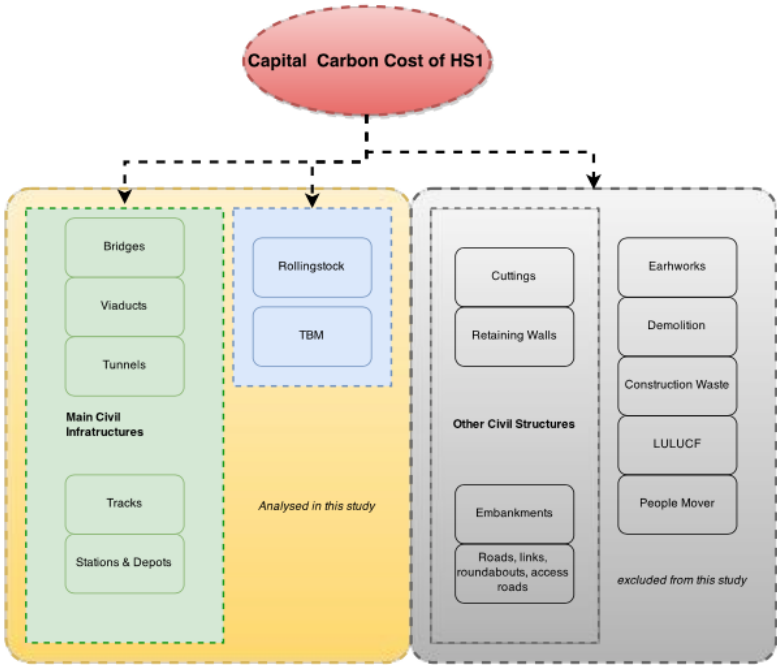 Capital Carbon Cost of HS1
Bridges
Viaducts
Tunnels
Main Civil
Infratructures
Tracks
Stations & Depots
Rollingstock
TBM
Analysed in this study
Cuttings
Retaining Walls
Other Civil Structures
Embankments
Roads, links,
roundabouts, access
roads
Earhworks
Demolition
Construction Waste
LULUCF
People Mover
excluded from this study